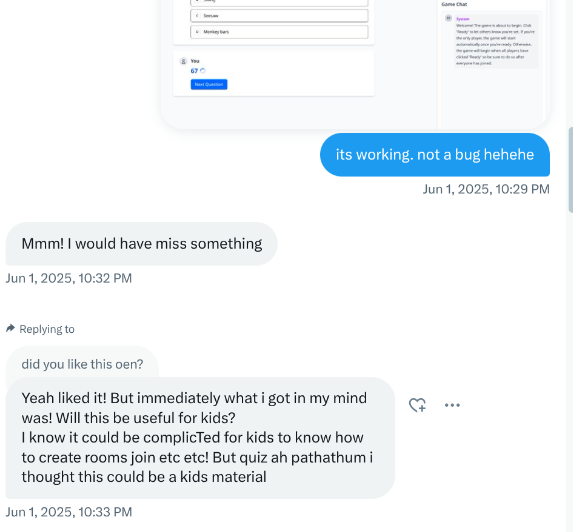 Game Chat
Seesaw
Monkey bars
System
Welcome! The game is about to begin. Click
'Ready' to let others know you're set. If you're
the only player, the game will start
automatically once you're ready. Otherwise,
the game will begin when all players have
clicked 'Ready' to be sure to do so after
everyone has joined.
You
67
Next Question
its working. not a bug hehehe
Jun 1, 2025, 10:29 PM
Mmm! I would have miss something
Jun 1, 2025, 10:32 PM
Replying to
did you like this oen?
Yeah liked it! But immediately what i got in my mind
was! Will this be useful for kids?
I know it could be complicTed for kids to know how
to create rooms join etc etc! But quiz ah pathathum i
thought this could be a kids material
Jun 1, 2025, 10:33 PM